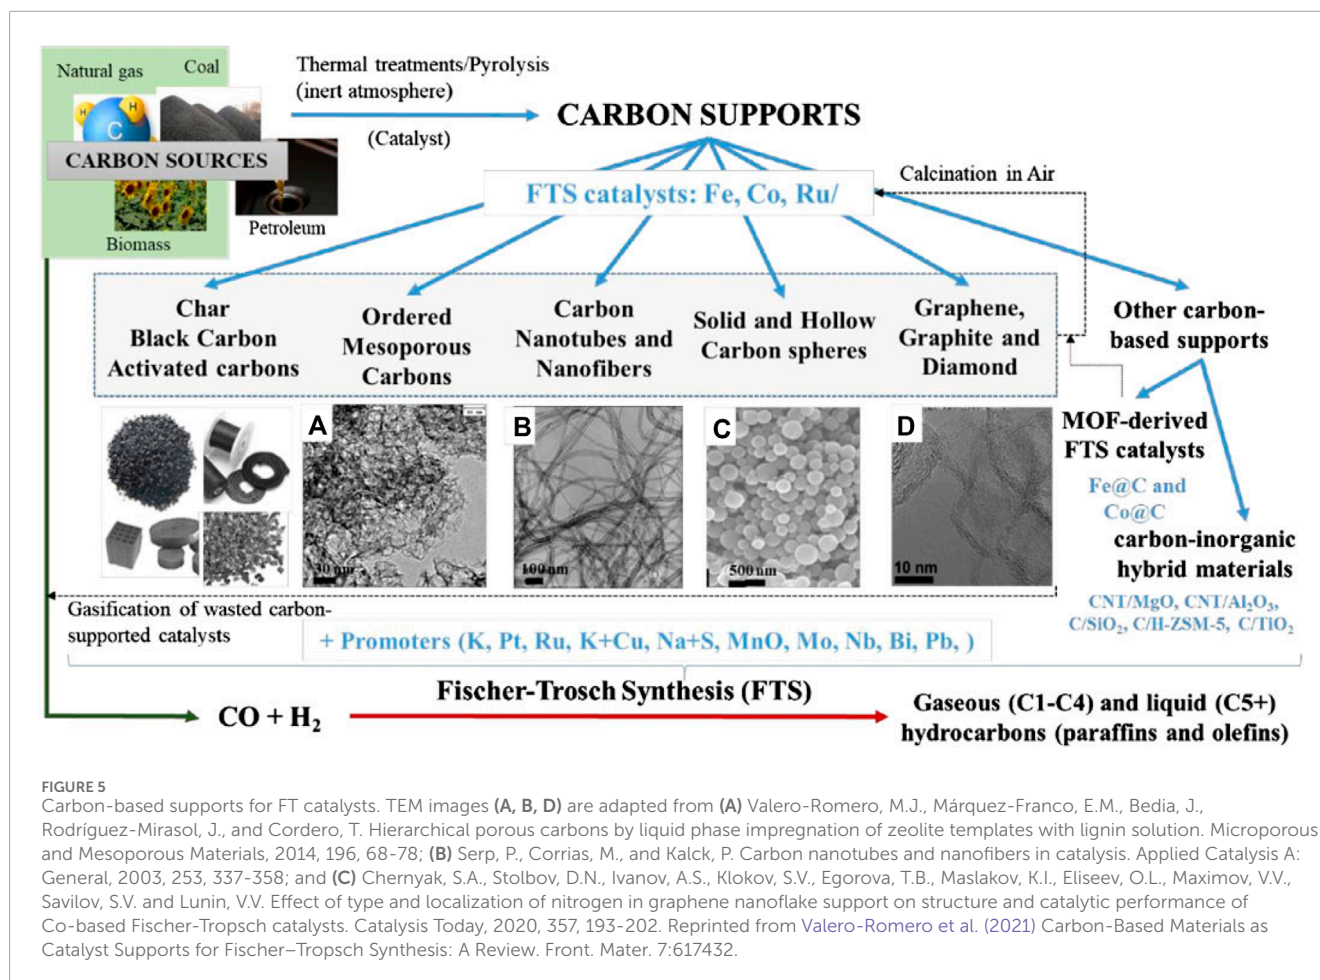 Natural gas
Coal
H
H
C
CARBON SOURCES
Biomass
Petroleum
Thermal treatments/Pyrolysis
(inert atmosphere)
(Catalyst)
CARBON SUPPORTS
Calcination in Air
FTS catalysts: Fe, Co, Ru/
Char
Black Carbon
Activated carbons
Ordered
Mesoporous
Carbons
Carbon
Nanotubes and
Nanofibers
Solid and Hollow
Carbon spheres
Graphene,
Graphite and
Diamond
Other carbon-
based supports
A
30 nm
B
100 nm
C
500 nm
D
10 nm
MOF-derived
FTS catalysts
Fe@C and
Co@C
carbon-inorganic
hybrid materials
CNT/MgO, CNT/Al₂O₃,
C/SiO₂, C/H-ZSM-5, C/TiO₂
Gasification of wasted carbon-
supported catalysts
+ Promoters (K, Pt, Ru, K+Cu, Na+S, MnO, Mo, Nb, Bi, Pb, )
Fischer-Trosch Synthesis (FTS)
CO + H₂
Gaseous (C1-C4) and liquid (C5+)
hydrocarbons (paraffins and olefins)
FIGURE 5
Carbon-based supports for FT catalysts. TEM images (A, B, D) are adapted from (A) Valero-Romero, M.J., Márquez-Franco, E.M., Bedia, J.,
Rodríguez-Mirasol, J., and Cordero, T. Hierarchical porous carbons by liquid phase impregnation of zeolite templates with lignin solution. Microporous
and Mesoporous Materials, 2014, 196, 68-78; (B) Serp, P., Corrias, M., and Kalck, P. Carbon nanotubes and nanofibers in catalysis. Applied Catalysis A:
General, 2003, 253, 337-358; and (C) Chernyak, S.A., Stolbov, D.N., Ivanov, A.S., Klokov, S.V., Egorova, T.B., Maslakov, K.I., Eliseev, O.L., Maximov, V.V.,
Savilov, S.V. and Lunin, V.V. Effect of type and localization of nitrogen in graphene nanoflake support on structure and catalytic performance of
Co-based Fischer-Tropsch catalysts. Catalysis Today, 2020, 357, 193-202. Reprinted from Valero-Romero et al. (2021) Carbon-Based Materials as
Catalyst Supports for Fischer–Tropsch Synthesis: A Review. Front. Mater. 7:617432.